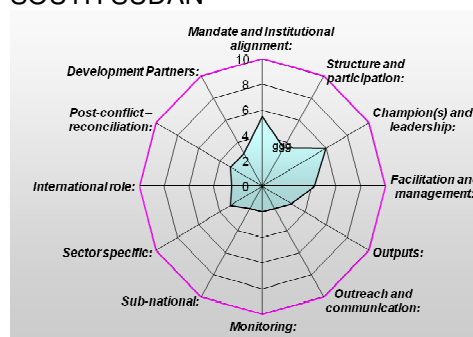 SOUTH SUDAN
Mandate and Institutional
alignment:
Development Partners:
Structure and
participation:
Post-conflict –
reconciliation:
Champion(s) and
leadership:
10
8
6
4
2
0
ggg
International role:
Facilitation and
management:
Sector specific:
Outputs:
Sub-national:
Outreach and
communication:
Monitoring: